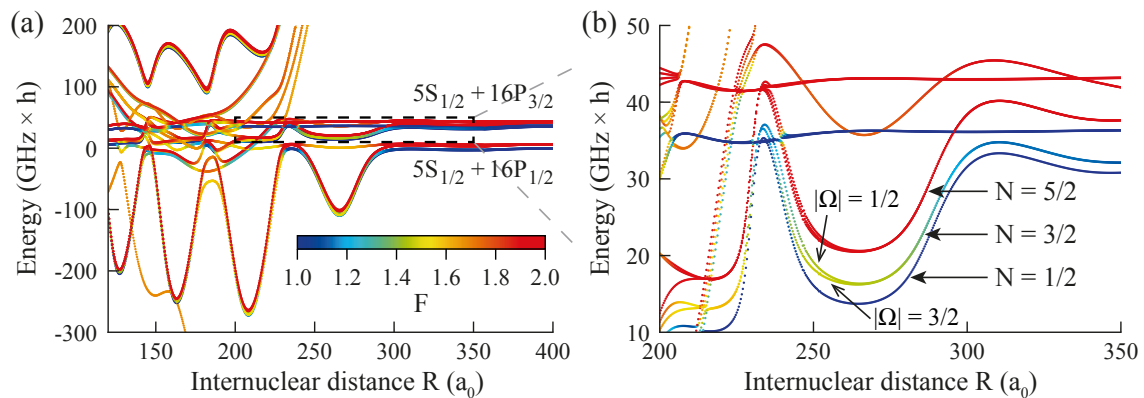 (a)
200
100
0
-100
-200
-300
Energy (GHz × h)
5S1/2 + 16P3/2
5S1/2 + 16P1/2
1.0 1.2 1.4 1.6 1.8 2.0
F
150 200 250 300 350 400
Internuclear distance R (a0)
(b)
50
40
30
20
10
Energy (GHz × h)
|Ω| = 1/2
N = 5/2
N = 3/2
N = 1/2
|Ω| = 3/2
200 250 300 350
Internuclear distance R (a0)